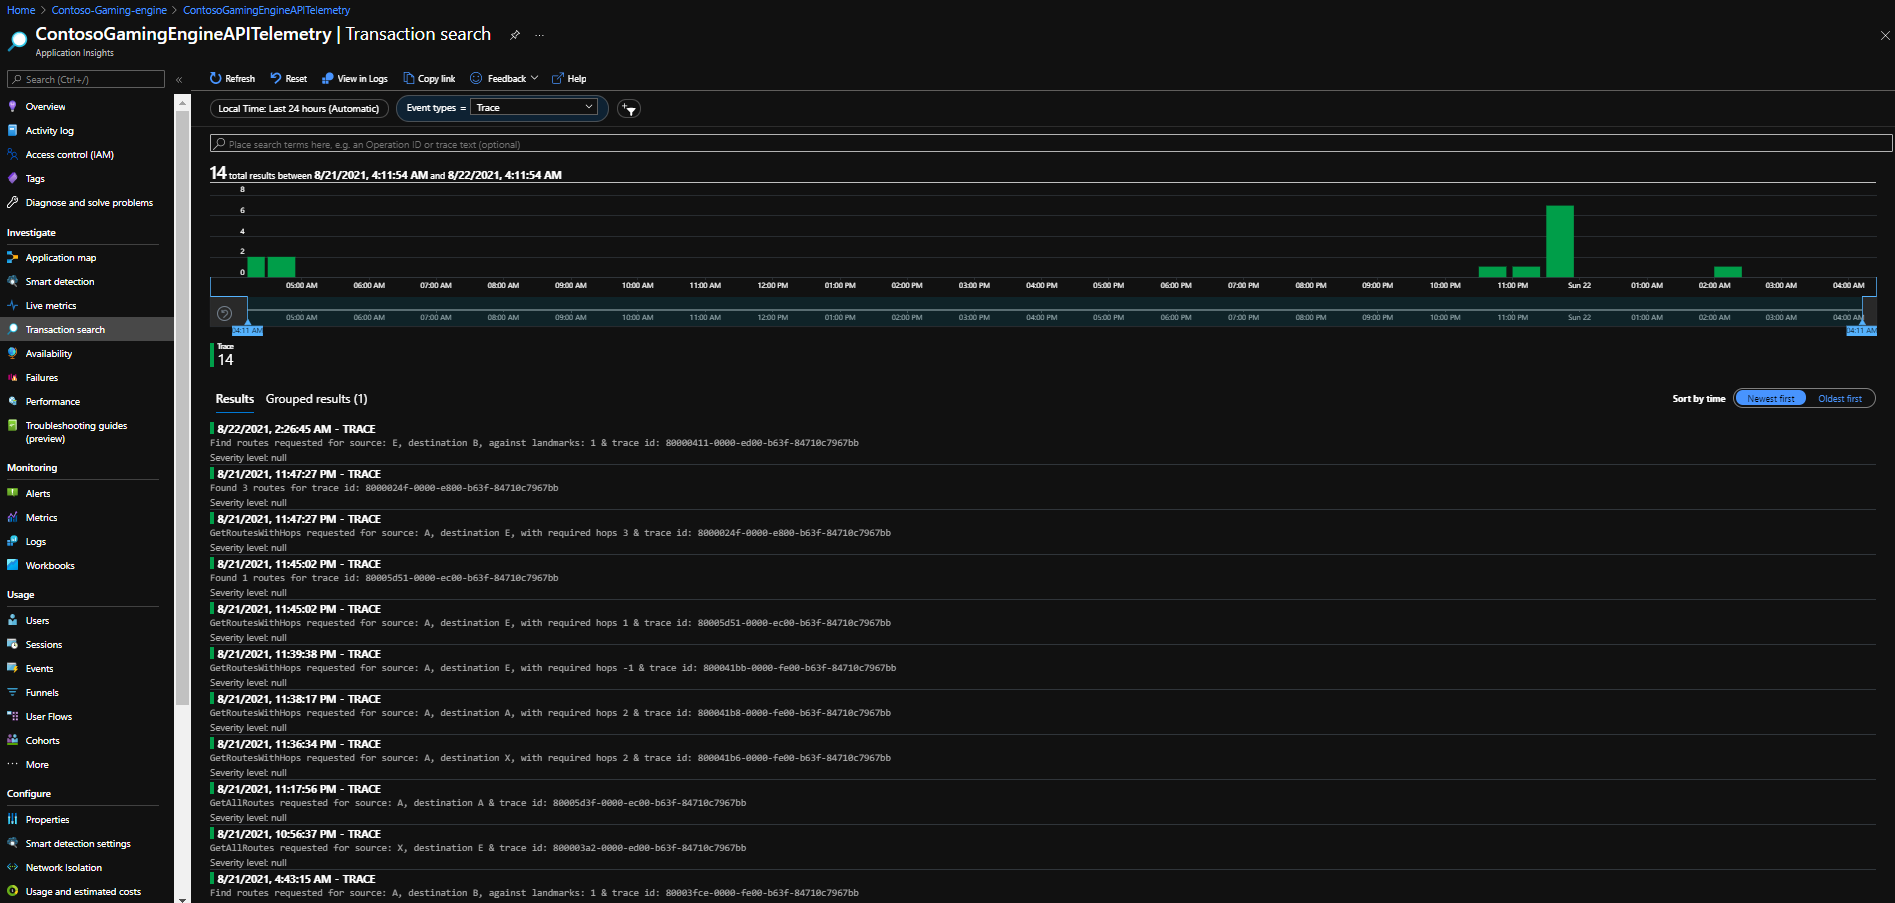 Home > Contoso-Gaming-engine > ContosoGamingEngineAPITelemetry
ContosoGamingEngineAPITelemetry | Transaction search
Application Insights
Search (Ctrl+/)
Overview
Activity log
Access control (IAM)
Tags
Diagnose and solve problems
Investigate
Application map
Smart detection
Live metrics
Transaction search
Availability
Failures
Performance
Troubleshooting guides
(preview)
Monitoring
Alerts
Metrics
Logs
Workbooks
Usage
Users
Sessions
Events
Funnels
User Flows
Cohorts
More
Configure
Properties
Smart detection settings
Network Isolation
Usage and estimated costs
Refresh Reset View in Logs Copy link Feedback Help
Local Time: Last 24 hours (Automatic) Event types = Trace
Place search terms here, e.g. an Operation ID or trace text (optional)
14 total results between 8/21/2021, 4:11:54 AM and 8/22/2021, 4:11:54 AM
8
6
4
2
0
05:00 AM 06:00 AM 07:00 AM 08:00 AM 09:00 AM 10:00 AM 11:00 AM 12:00 PM 01:00 PM 02:00 PM 03:00 PM 04:00 PM 05:00 PM 06:00 PM 07:00 PM 08:00 PM 09:00 PM 10:00 PM 11:00 PM Sun 22 01:00 AM 02:00 AM 03:00 AM 04:00 AM
05:00 AM 06:00 AM 07:00 AM 08:00 AM 09:00 AM 10:00 AM 11:00 AM 12:00 PM 01:00 PM 02:00 PM 03:00 PM 04:00 PM 05:00 PM 06:00 PM 07:00 PM 08:00 PM 09:00 PM 10:00 PM 11:00 PM Sun 22 01:00 AM 02:00 AM 03:00 AM 04:00 AM
04:11 AM 04:11 AM
Trace
14
Results Grouped results (1) Sort by time Newest first Oldest first
8/22/2021, 2:26:45 AM - TRACE
Find routes requested for source: E, destination B, against landmarks: 1 & trace id: 80000411-0000-ed00-b63f-84710c7967bb
Severity level: null
8/21/2021, 11:47:27 PM - TRACE
Found 3 routes for trace id: 8000024f-0000-e800-b63f-84710c7967bb
Severity level: null
8/21/2021, 11:47:27 PM - TRACE
GetRoutesWithHops requested for source: A, destination E, with required hops 3 & trace id: 8000024f-0000-e800-b63f-84710c7967bb
Severity level: null
8/21/2021, 11:45:02 PM - TRACE
Found 1 routes for trace id: 80005d51-0000-ec00-b63f-84710c7967bb
Severity level: null
8/21/2021, 11:45:02 PM - TRACE
GetRoutesWithHops requested for source: A, destination E, with required hops 1 & trace id: 80005d51-0000-ec00-b63f-84710c7967bb
Severity level: null
8/21/2021, 11:39:38 PM - TRACE
GetRoutesWithHops requested for source: A, destination E, with required hops -1 & trace id: 800041bb-0000-fe00-b63f-84710c7967bb
Severity level: null
8/21/2021, 11:38:17 PM - TRACE
GetRoutesWithHops requested for source: A, destination A, with required hops 2 & trace id: 800041b8-0000-fe00-b63f-84710c7967bb
Severity level: null
8/21/2021, 11:36:34 PM - TRACE
GetRoutesWithHops requested for source: A, destination X, with required hops 2 & trace id: 800041b6-0000-fe00-b63f-84710c7967bb
Severity level: null
8/21/2021, 11:17:56 PM - TRACE
GetAllRoutes requested for source: A, destination A & trace id: 80005d3f-0000-ec00-b63f-84710c7967bb
Severity level: null
8/21/2021, 10:56:37 PM - TRACE
GetAllRoutes requested for source: X, destination E & trace id: 800003a2-0000-ed00-b63f-84710c7967bb
Severity level: null
8/21/2021, 4:43:15 AM - TRACE
Find routes requested for source: A, destination B, against landmarks: 1 & trace id: 80003fce-0000-fe00-b63f-84710c7967bb